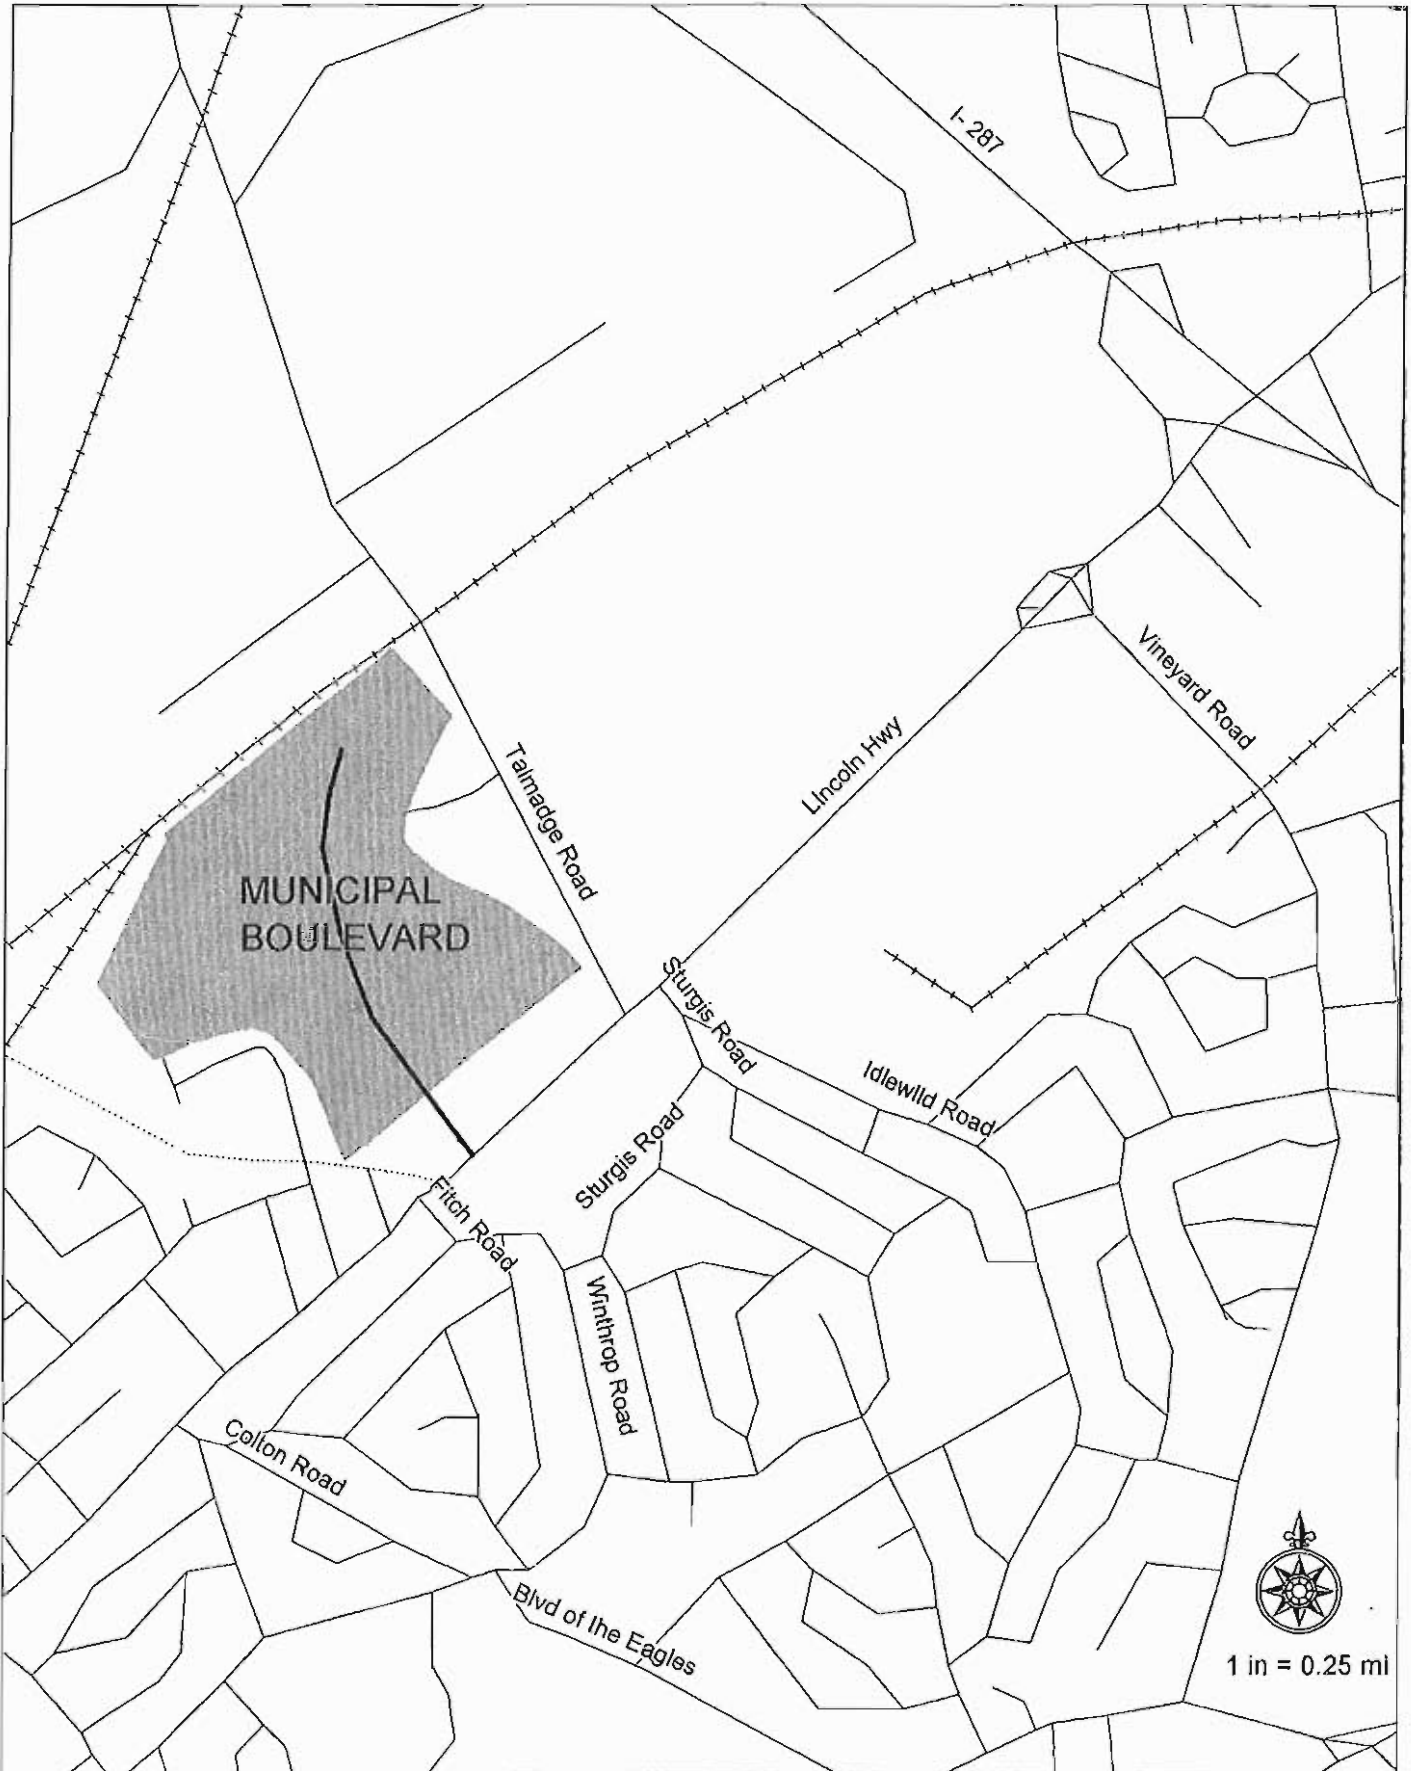 I-287
Vineyard Road
LIncoln Hwy
Talmadge Road
MUNICIPAL
BOULEVARD
Sturgis Road
Idlewild Road
Sturgis Road
Fitch Road
Winthrop Road
Colton Road
Blvd of the Eagles
1 in = 0.25 mi